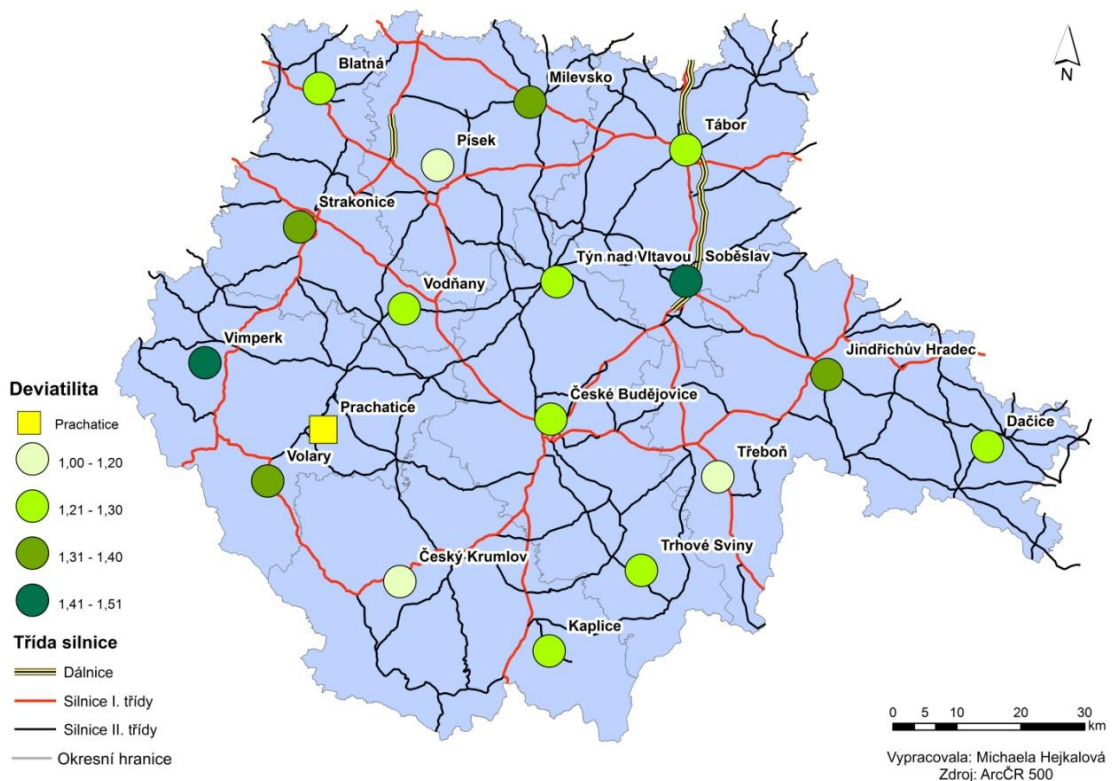 N
Blatná
Milevsko
Tábor
Písek
Strakonice
Týn nad Vltavou
Soběslav
Vodňany
Vimperk
Jindřichův Hradec
České Budějovice
Prachatice
Dačice
Volary
Třeboň
Český Krumlov
Trhové Sviny
Kaplice
Deviatilita
Prachatice
1,00 - 1,20
1,21 - 1,30
1,31 - 1,40
1,41 - 1,51
Třída silnice
Dálnice
Silnice I. třídy
Silnice II. třídy
Okresní hranice
0 5 10 20 30
km
Vypracovala: Michaela Hejkalová
Zdroj: ArcČR 500